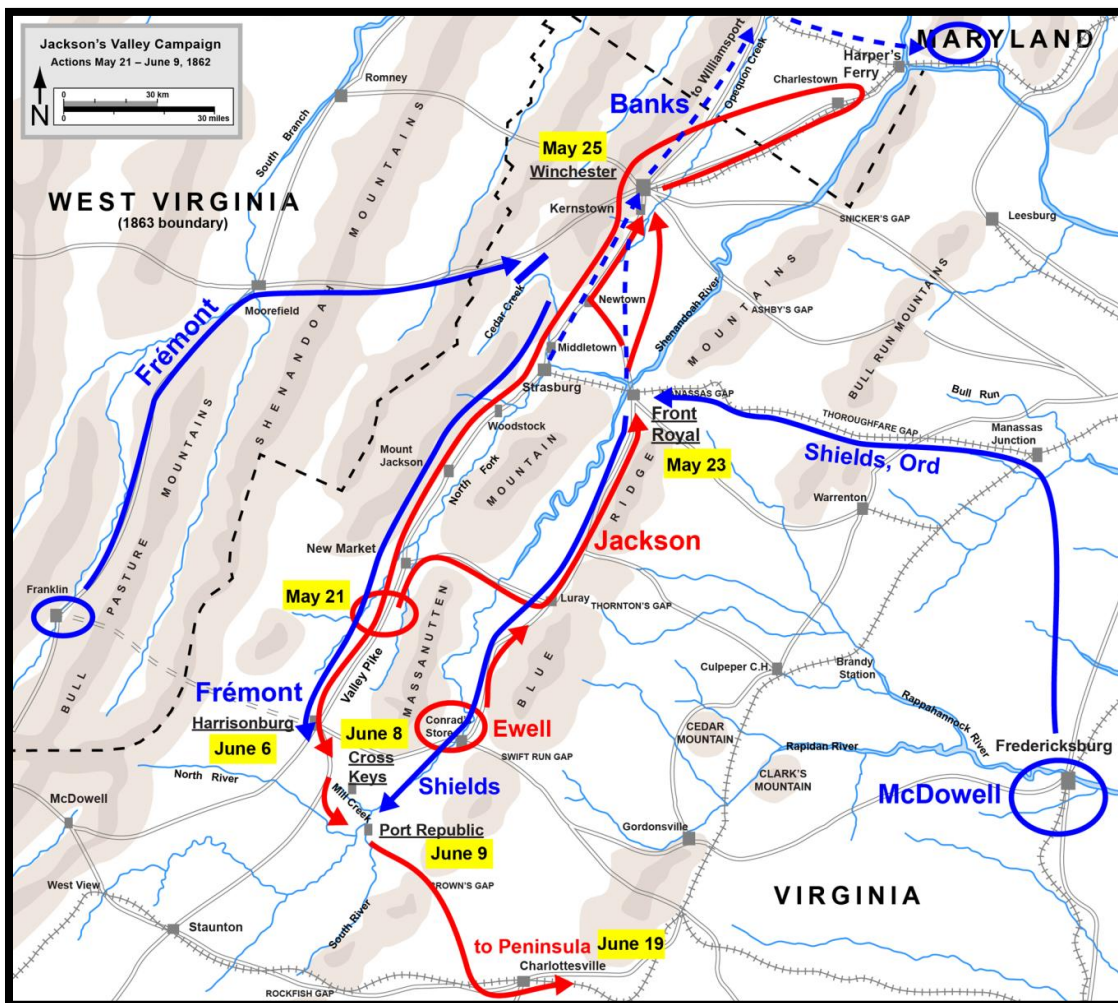 Jackson's Valley Campaign
Actions May 21 – June 9, 1862
0 30 km
0 30 miles
N
MARYLAND
Harper's
Ferry
Charlestown
Romney
to Williamsport
Opequon Creek
Banks
South Branch
MOUNTAINS
May 25
Winchester
WEST VIRGINIA
(1863 boundary)
Kernstown
SNICKER'S GAP
Leesburg
Moorefield
Cedar Creek
Newtown
Shenandoah River
MOUNTAINS
ASHBY'S GAP
BULL RUN MOUNTAINS
Frémont
SHENANDOAH
Middletown
Strasburg
MANASSAS GAP
Bull Run
Front
Royal
THOROUGHFARE GAP
Manassas
Junction
Woodstock
Mount
Jackson
North Fork
MOUNTAIN
May 23
Shields, Ord
Warrenton
PASTURE MOUNTAINS
RIDGE
Jackson
New Market
Franklin
May 21
Luray
THORNTON'S GAP
BULL
MASSANUTTEN
BLUE
Culpeper C.H.
Brandy
Station
Valley Pike
Frémont
Harrisonburg
June 6
June 8
Cross
Keys
Conrad's
Store
Ewell
SWIFT RUN GAP
CEDAR
MOUNTAIN
Rapidan River
Rappahannock River
Fredericksburg
CLARK'S
MOUNTAIN
McDowell
North River
Mill Creek
Shields
McDowell
Port Republic
June 9
Gordonsville
BROWN'S GAP
West View
South River
Staunton
VIRGINIA
to Peninsula
June 19
Charlottesville
ROCKFISH GAP